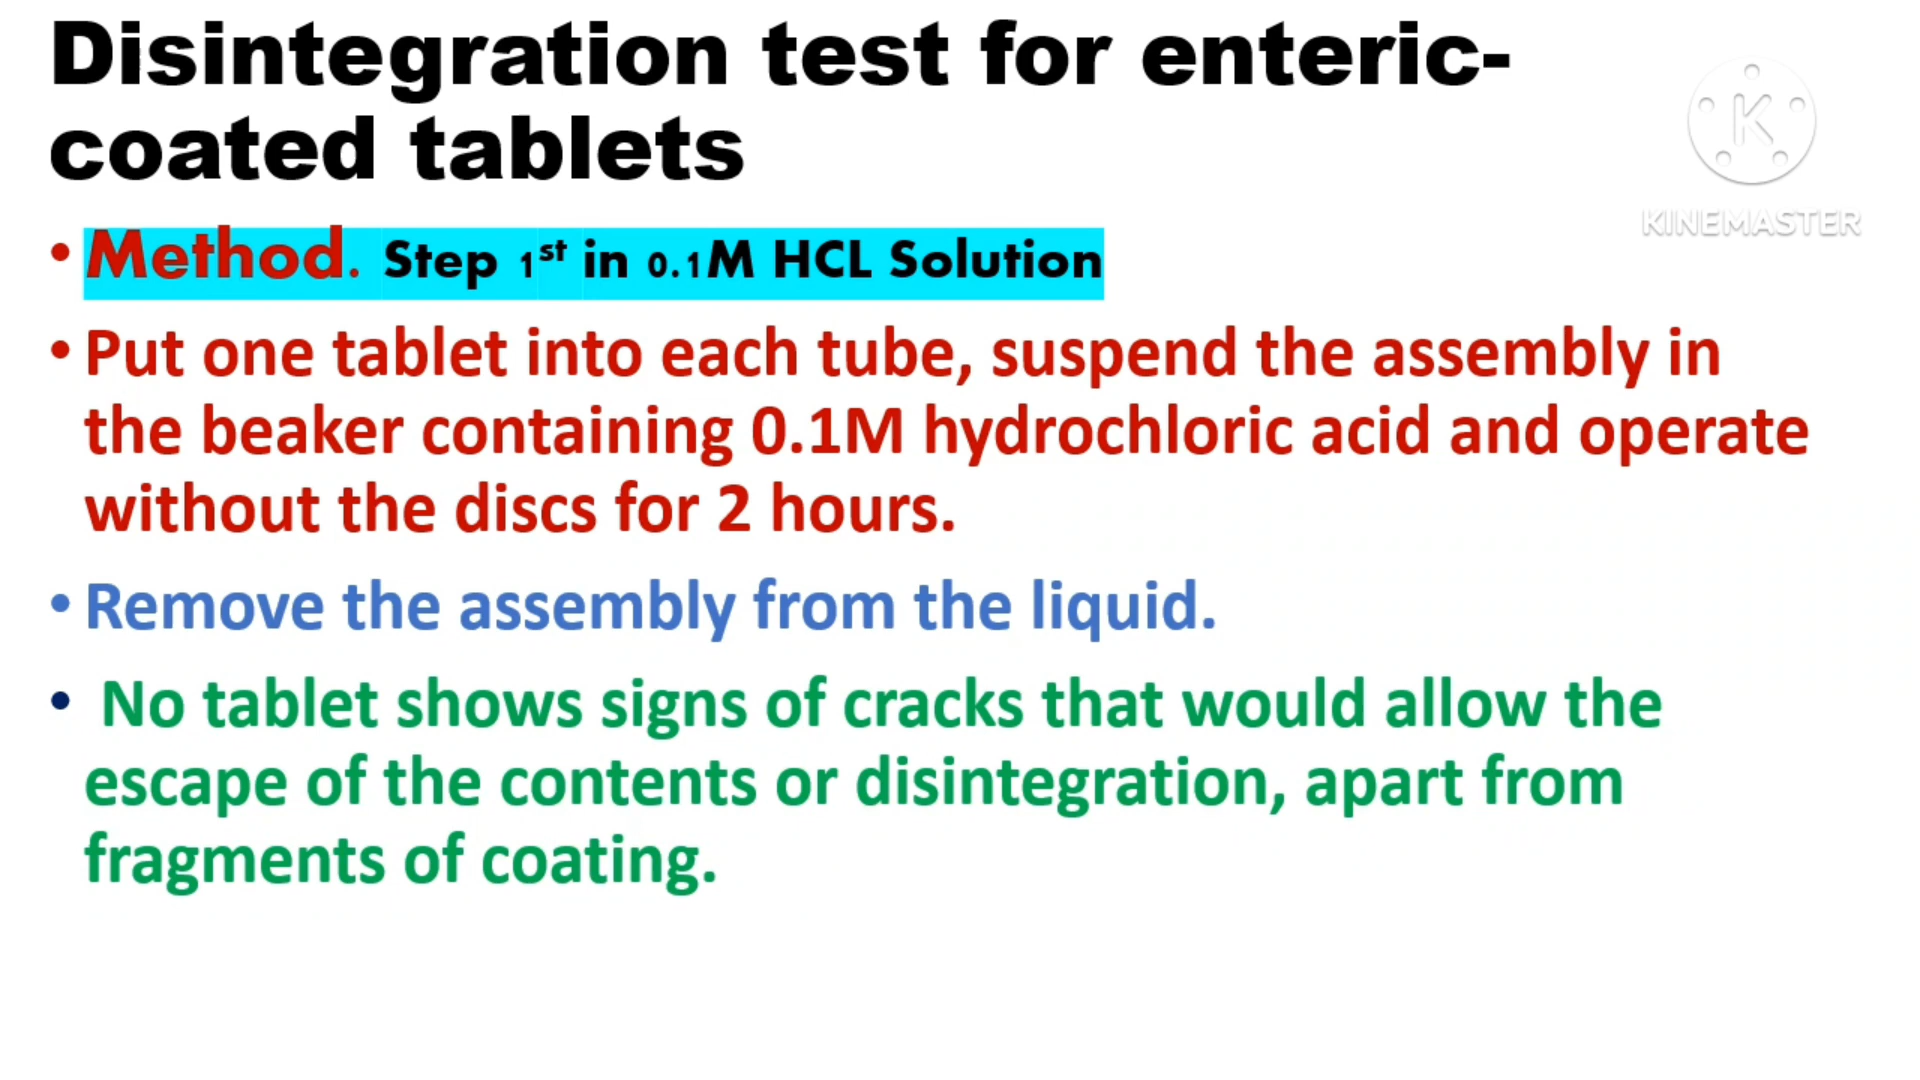 Disintegration test for enteric-
coated tablets
K
KINEMASTER
• Method. Step 1st in 0.1M HCL Solution
• Put one tablet into each tube, suspend the assembly in
the beaker containing 0.1M hydrochloric acid and operate
without the discs for 2 hours.
• Remove the assembly from the liquid.
• No tablet shows signs of cracks that would allow the
escape of the contents or disintegration, apart from
fragments of coating.